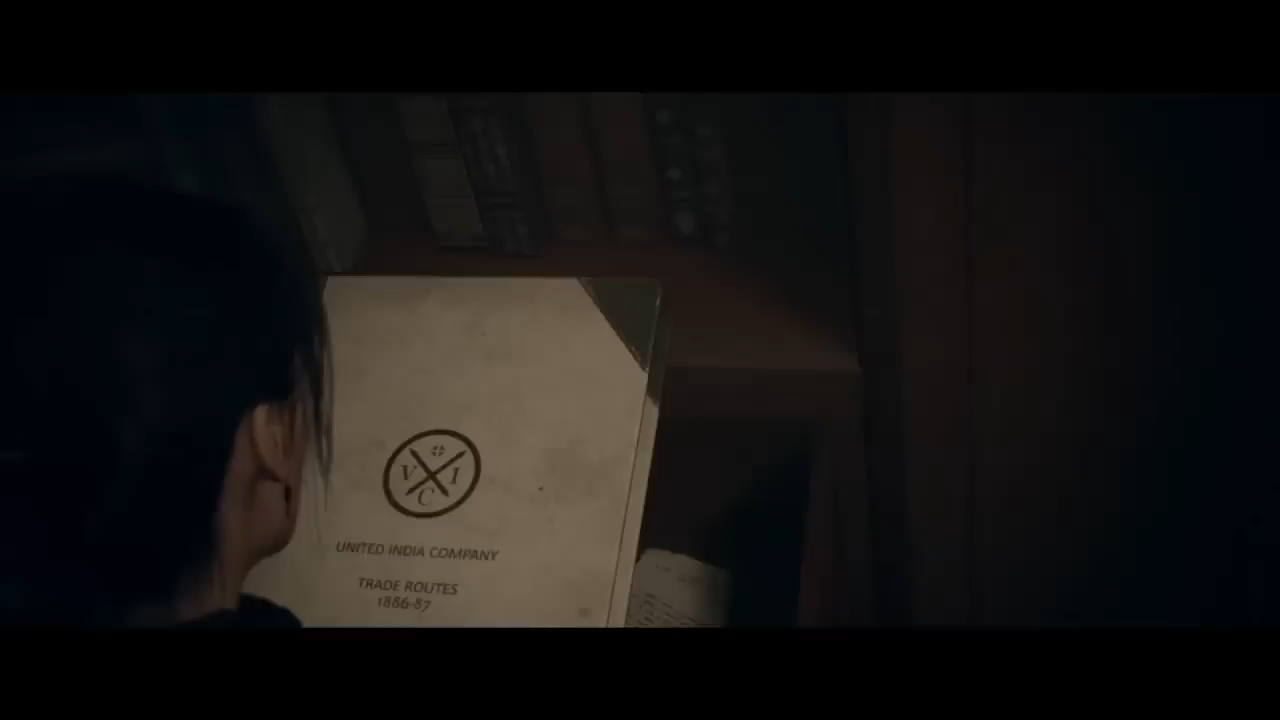 V I
C
UNITED INDIA COMPANY
TRADE ROUTES
1886-87